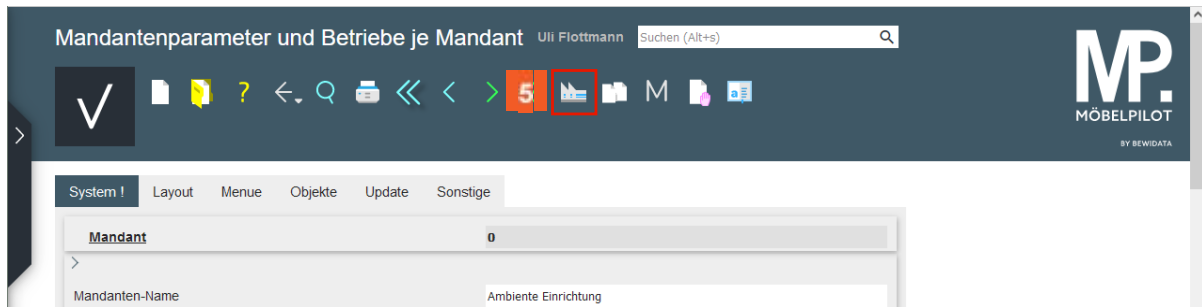 Mandantenparameter und Betriebe je Mandant Uli Flottmann Suchen (Alt+s)
? 5 M a
MP.
MÖBELPILOT
BY BEWIDATA
System ! Layout Menue Objekte Update Sonstige
Mandant 0
Mandanten-Name Ambiente Einrichtung